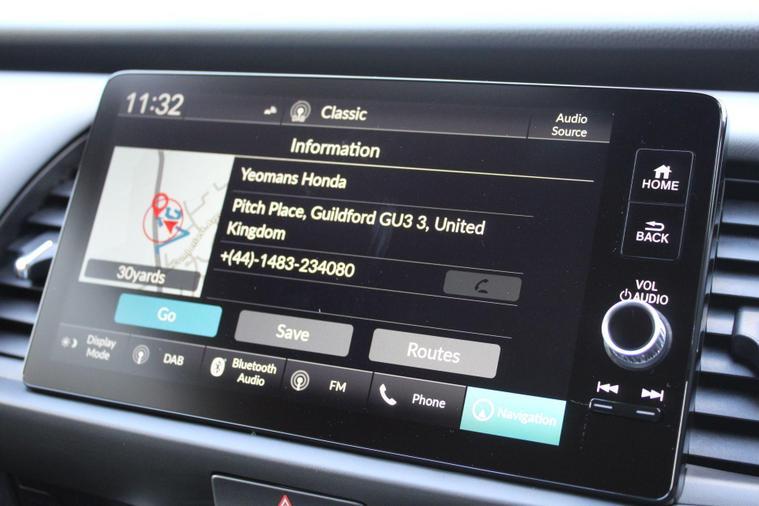 11:32
DAB
Classic
Audio
Source
Information
Yeomans Honda
Pitch Place, Guildford GU3 3, United
Kingdom
+(44)-1483-234080
30yards
Go
Save
Routes
Display
Mode
DAB
Bluetooth
Audio
FM
Phone
Navigation
HOME
BACK
VOL
AUDIO